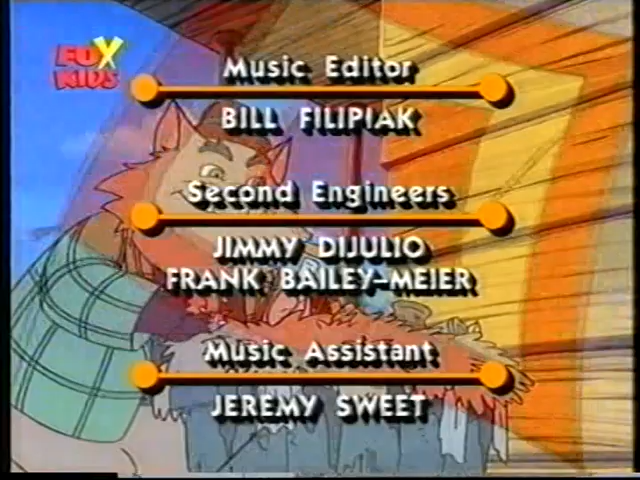 FOX
KIDS
Music Editor
BILL FILIPIAK
Second Engineers
JIMMY DIJULIO
FRANK BAILEY-MEIER
Music Assistant
JEREMY SWEET